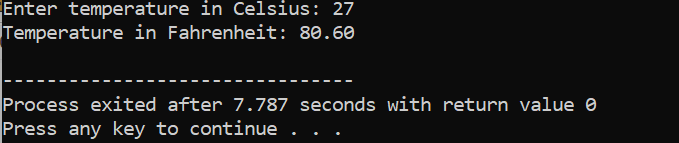 Enter temperature in Celsius: 27
Temperature in Fahrenheit: 80.60
--------------------------------
Process exited after 7.787 seconds with return value 0
Press any key to continue . . .